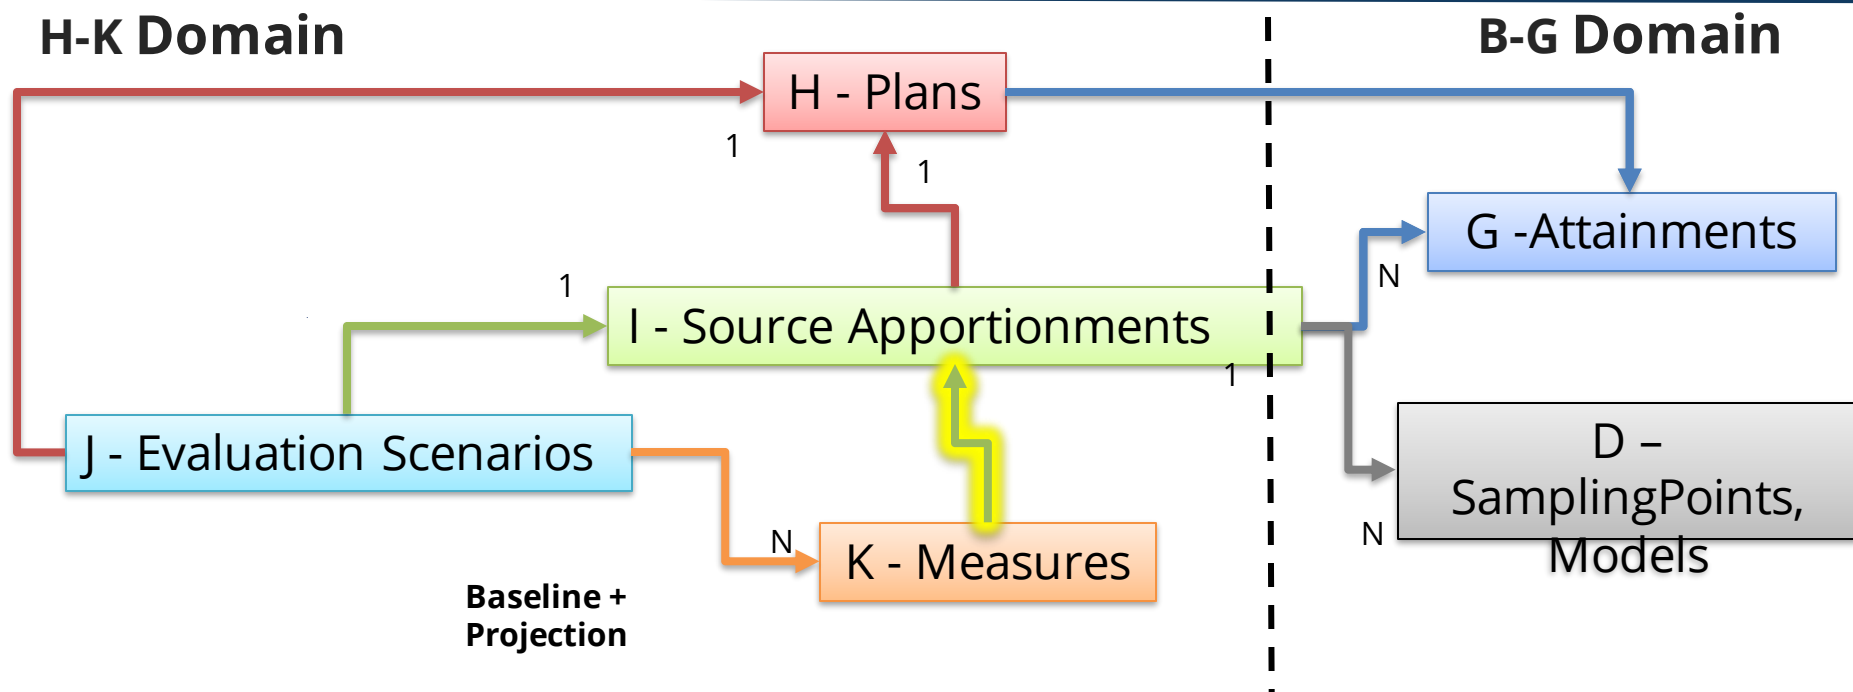 H-K Domain
B-G Domain
H - Plans
1
1
G -Attainments
N
1
I - Source Apportionments
1
J - Evaluation Scenarios
D –
SamplingPoints,
Models
N
N
K - Measures
Baseline +
Projection